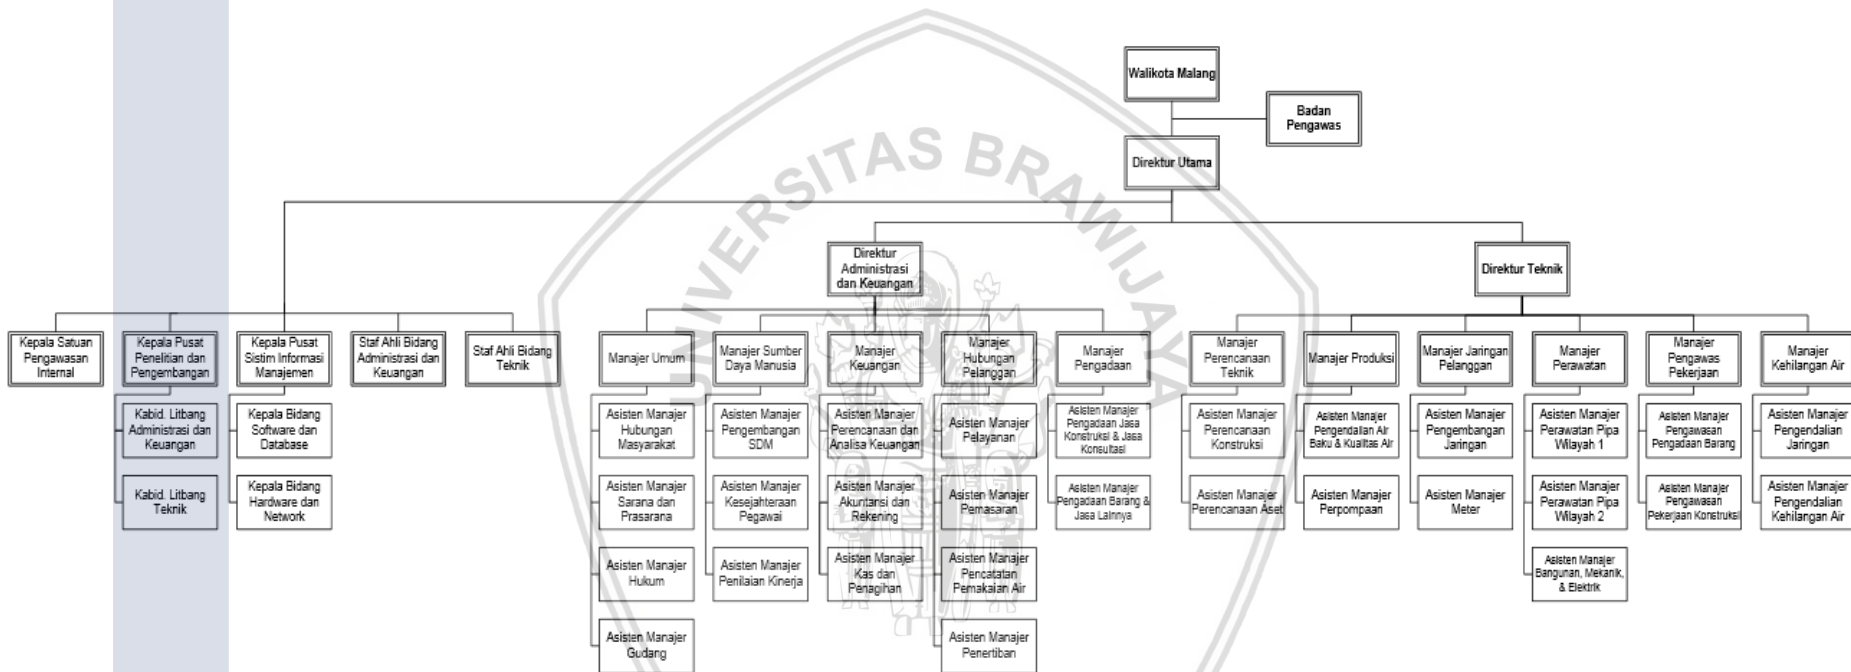 UNIVERSITAS BRAWIJAYA
Walikota Malang
Badan
Pengawas
Direktur Utama
Direktur
Administrasi
dan Keuangan
Direktur Teknik
Kepala Satuan
Pengawasan
Internal
Kepala Pusat
Penelitian dan
Pengembangan
Kepala Pusat
Sistim Informasi
Manajemen
Staf Ahli Bidang
Administrasi dan
Keuangan
Staf Ahli Bidang
Teknik
Manajer Umum
Manajer Sumber
Daya Manusia
Manajer
Keuangan
Manajer
Hubungan
Pelanggan
Manajer
Pengadaan
Manajer
Perencanaan
Teknik
Manajer Produksi
Manajer Jaringan
Pelanggan
Manajer
Perawatan
Manajer
Pengawas
Pekerjaan
Manajer
Kehilangan Air
Kabid. Litbang
Administrasi dan
Keuangan
Kepala Bidang
Software dan
Database
Asisten Manajer
Hubungan
Masyarakat
Asisten Manajer
Pengembangan
SDM
Asisten Manajer
Perencanaan dan
Analisa Keuangan
Asisten Manajer
Pelayanan
Asisten Manajer
Pengadaan Jasa
Konstruksi & Jasa
Konsultasi
Asisten Manajer
Perencanaan
Konstruksi
Asisten Manajer
Pengendalian Air
Baku & Kualitas Air
Asisten Manajer
Pengembangan
Jaringan
Asisten Manajer
Perawatan Pipa
Wilayah 1
Asisten Manajer
Pengawasan
Pengadaan Barang
Asisten Manajer
Pengendalian
Jaringan
Kabid. Litbang
Teknik
Kepala Bidang
Hardware dan
Network
Asisten Manajer
Sarana dan
Prasarana
Asisten Manajer
Kesejahteraan
Pegawai
Asisten Manajer
Akuntansi dan
Rekening
Asisten Manajer
Pemasaran
Asisten Manajer
Pengadaan Barang &
Jasa Lainnya
Asisten Manajer
Perencanaan Aset
Asisten Manajer
Perpompaan
Asisten Manajer
Meter
Asisten Manajer
Perawatan Pipa
Wilayah 2
Asisten Manajer
Pengawasan
Pekerjaan Konstruksi
Asisten Manajer
Pengendalian
Kehilangan Air
Asisten Manajer
Hukum
Asisten Manajer
Penilaian Kinerja
Asisten Manajer
Kas dan
Penagihan
Asisten Manajer
Pencatatan
Pemakaian Air
Asisten Manajer
Bangunan, Mekanik,
& Elektrik
Asisten Manajer
Gudang
Asisten Manajer
Penertiban